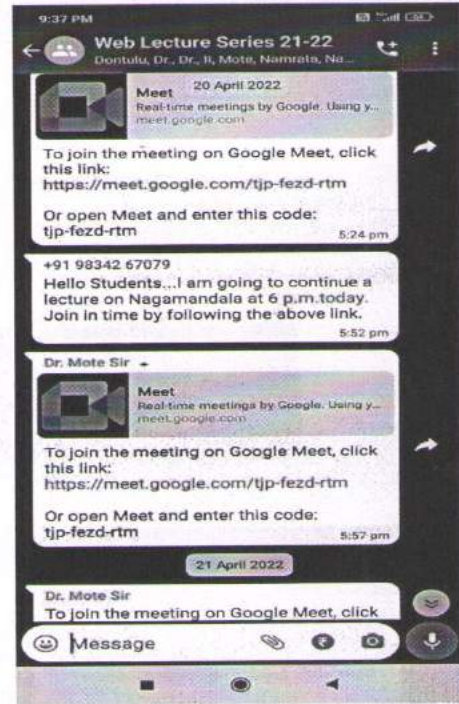 9:37 PM
Web Lecture Series 21-22
Dontulu, Dr., Dr., Ii, Mote, Namrata, Na...
20 April 2022
Meet
Real-time meetings by Google. Using y...
meet.google.com
To join the meeting on Google Meet, click
this link:
https://meet.google.com/tjp-fezd-rtm
Or open Meet and enter this code:
tjp-fezd-rtm
5:24 pm
+91 98342 67079
Hello Students...I am going to continue a
lecture on Nagamandala at 6 p.m.today.
Join in time by following the above link.
5:52 pm
Dr. Mote Sir
Meet
Real-time meetings by Google. Using y...
meet.google.com
To join the meeting on Google Meet, click
this link:
https://meet.google.com/tjp-fezd-rtm
Or open Meet and enter this code:
tjp-fezd-rtm
5:57 pm
21 April 2022
Dr. Mote Sir
To join the meeting on Google Meet, click
Message